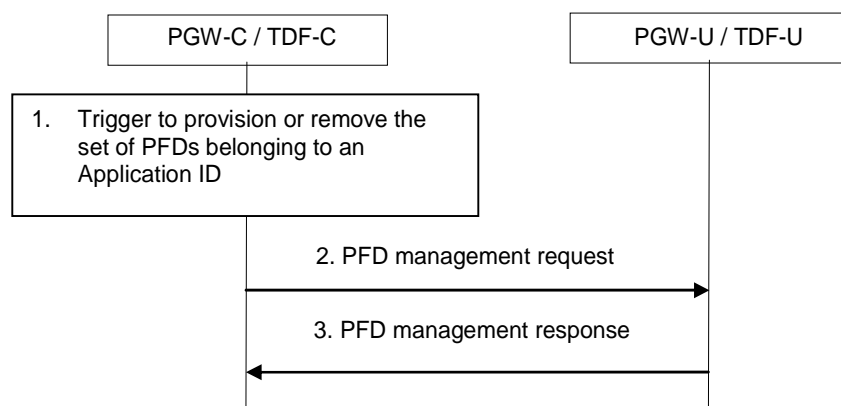 PGW-C / TDF-C
PGW-U / TDF-U
1. Trigger to provision or remove the
set of PFDs belonging to an
Application ID
2. PFD management request
3. PFD management response